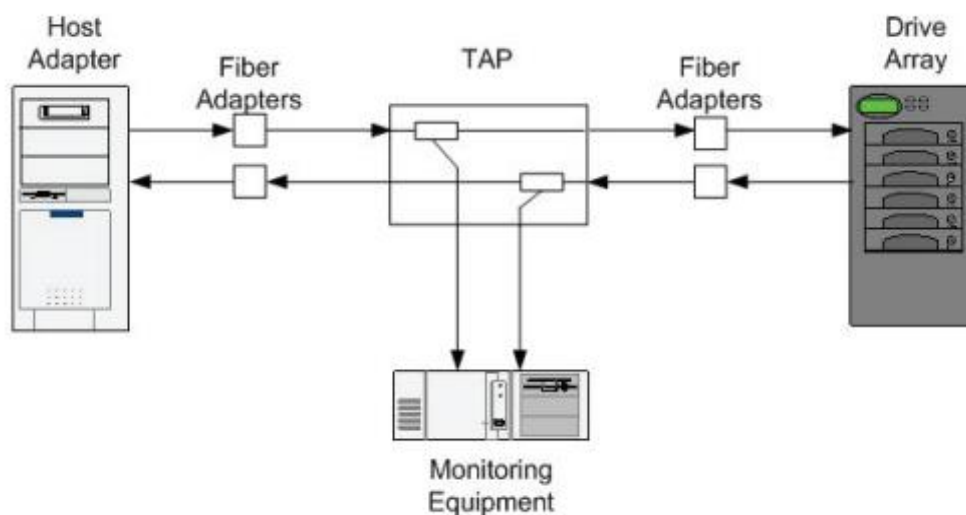 Host
Adapter
Fiber
Adapters
TAP
Fiber
Adapters
Drive
Array
Monitoring
Equipment